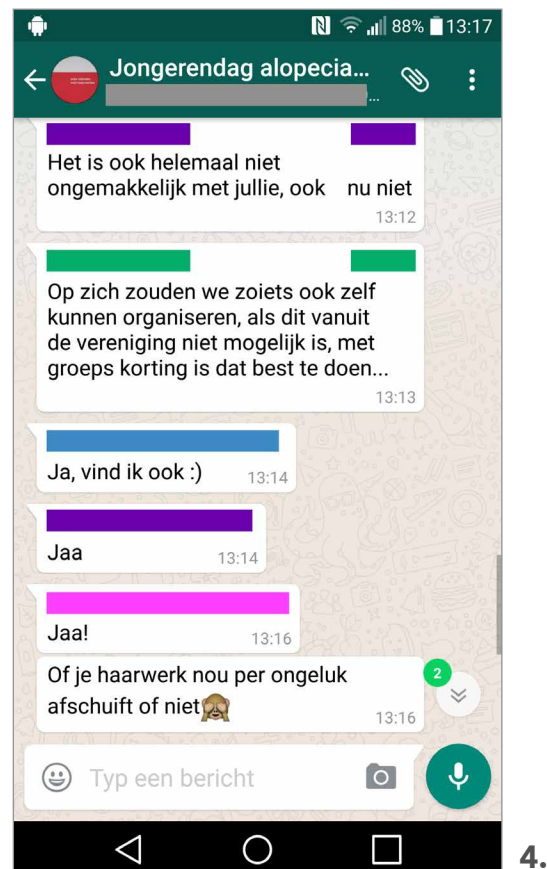 88% 13:17
Jongerendag alopecia...
...
Het is ook helemaal niet
ongemakkelijk met jullie, ook nu niet
13:12
Op zich zouden we zoiets ook zelf
kunnen organiseren, als dit vanuit
de vereniging niet mogelijk is, met
groeps korting is dat best te doen...
13:13
Ja, vind ik ook :) 13:14
Jaa 13:14
Jaa! 13:16
Of je haarwerk nou per ongeluk
afschuift of niet🙈
13:16
2
Typ een bericht
4.